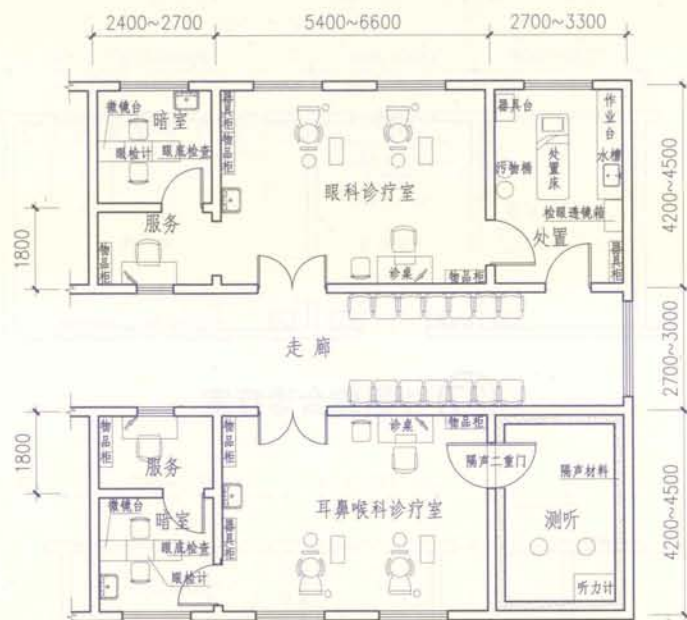 2400~2700
5400~6600
2700~3300
微镜台
暗室
眼检计
眼底检查
器具柜
物品柜
眼科诊疗室
器具台
作业台
水槽
污物桶
处置床
检眼透镜箱
处置
器具柜
4200~4500
1800
服务
物品柜
诊桌
物品柜
走廊
2700~3000
1800
物品柜
服务
诊桌
物品柜
隔声二重门
隔声材料
微镜台
暗室
眼底检查
眼检计
器具柜
耳鼻喉科诊疗室
测听
听力计
4200~4500